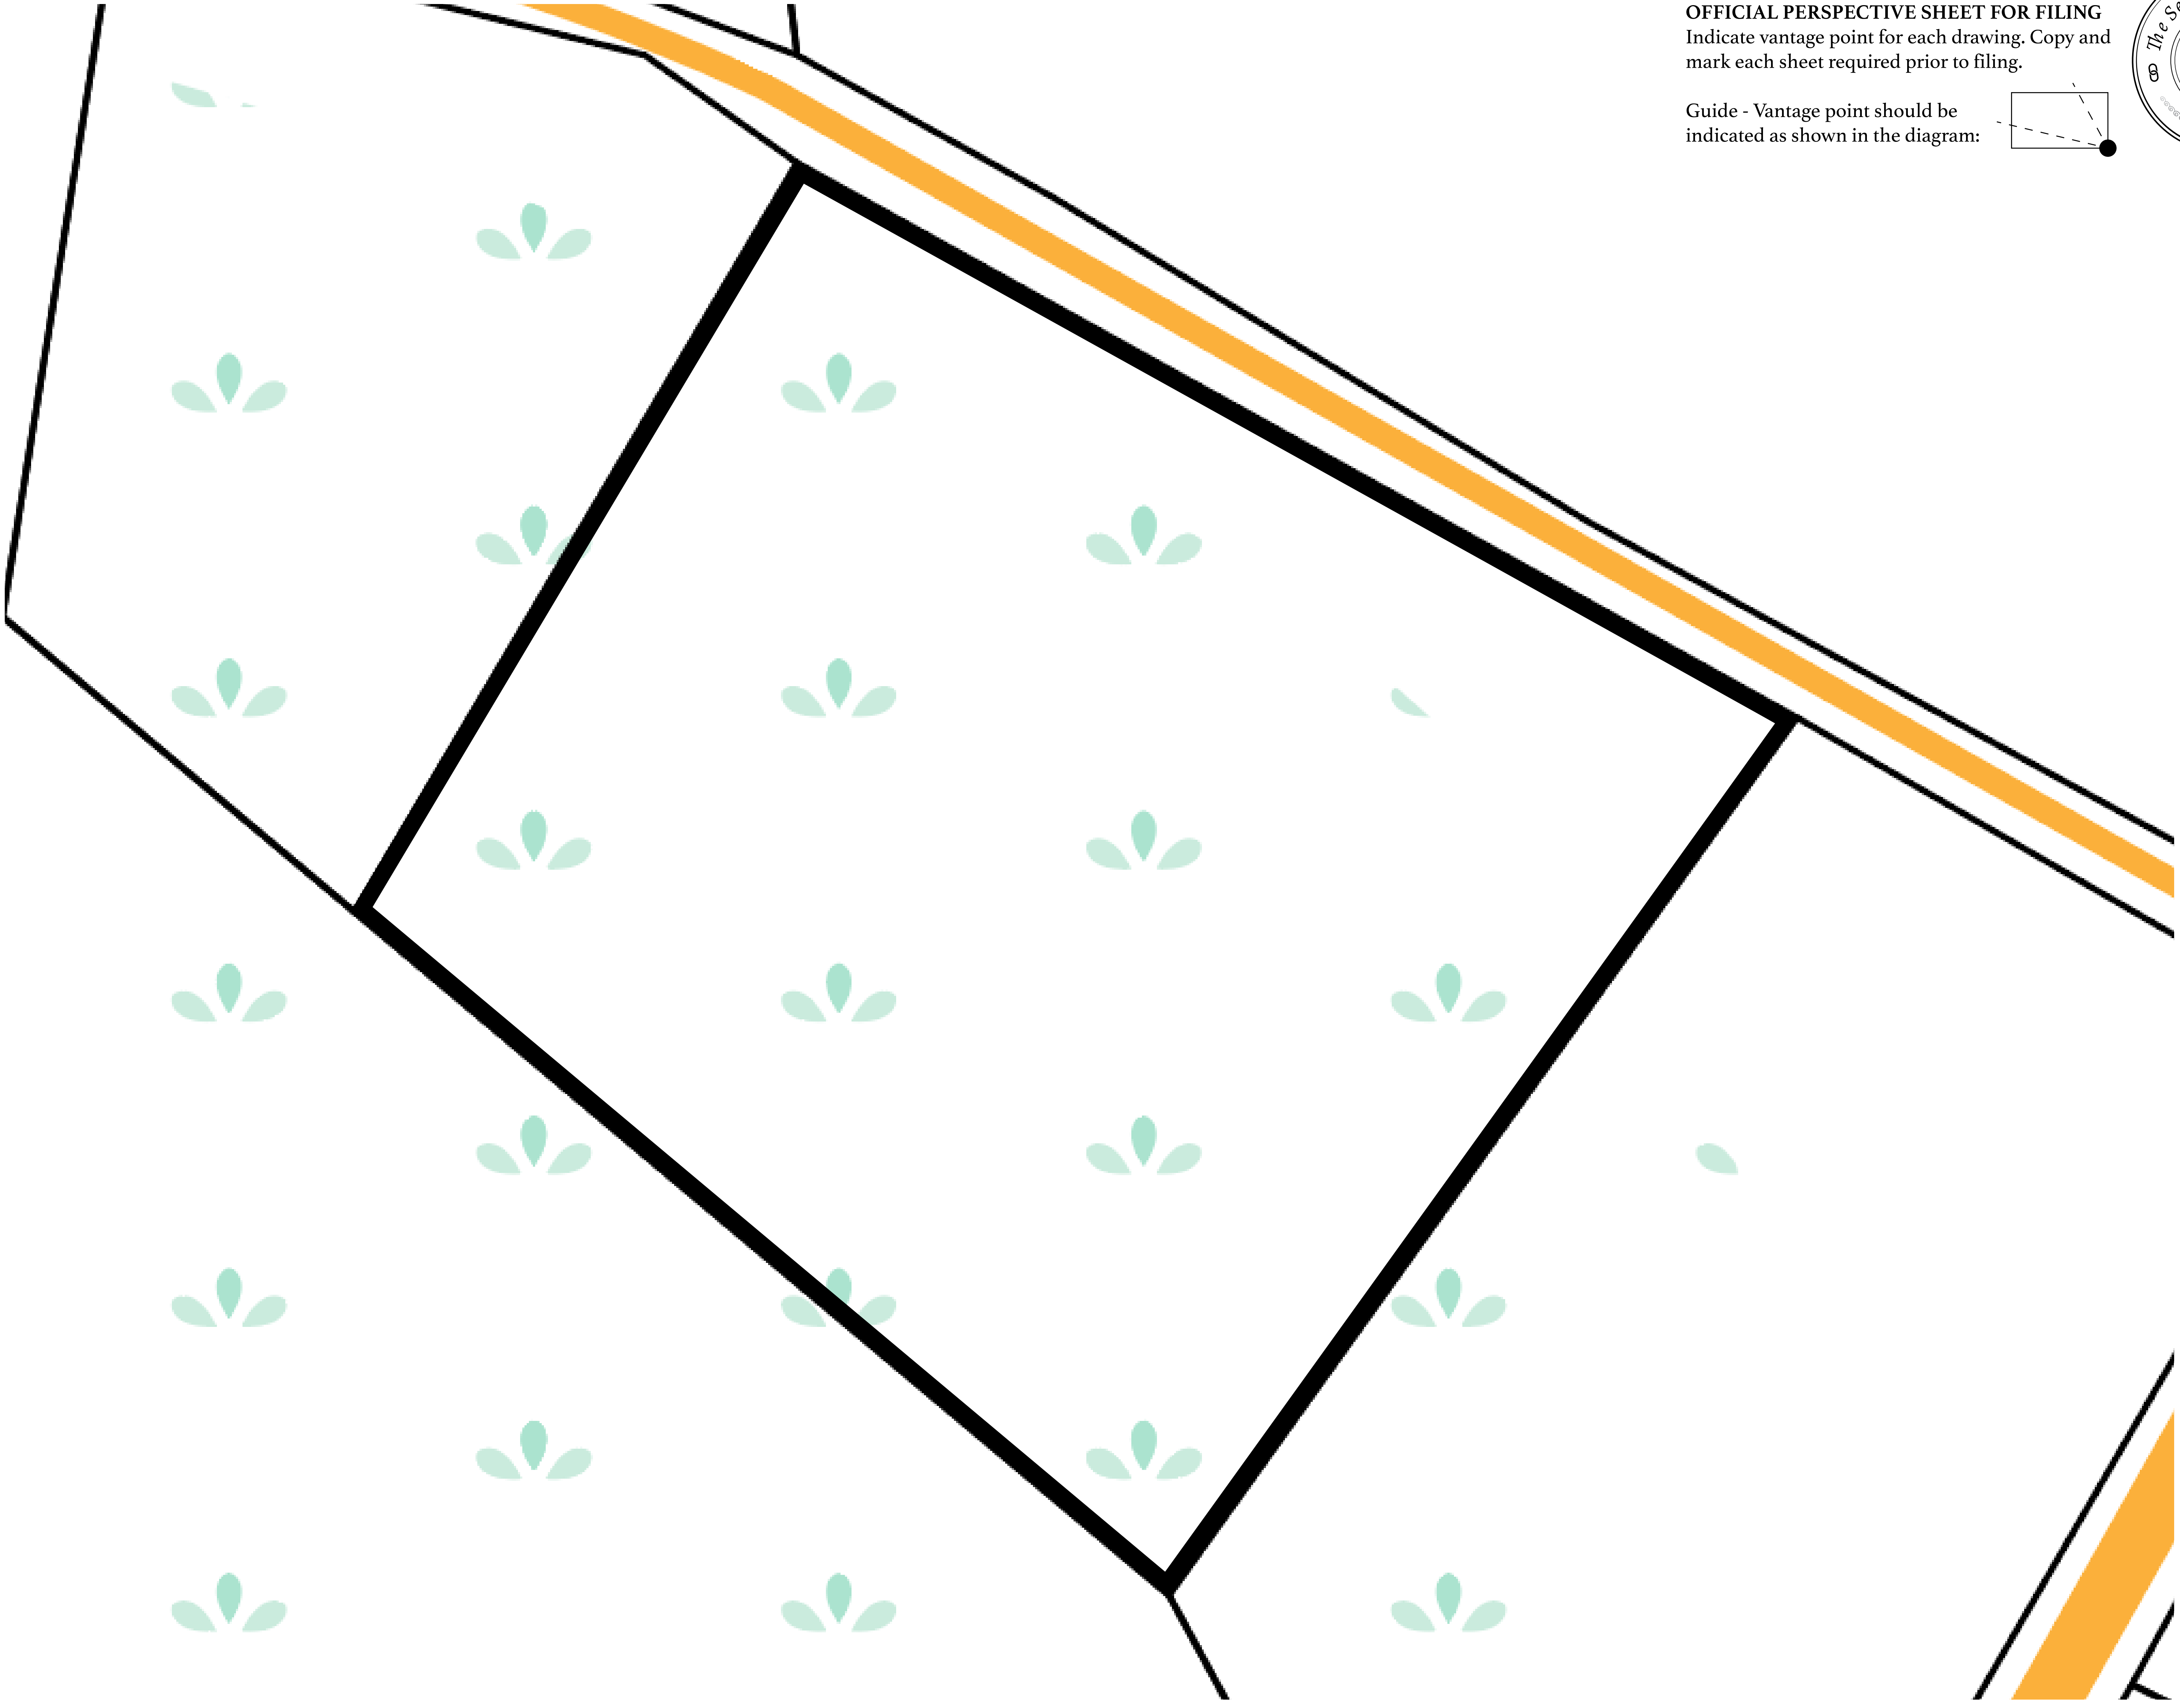 OFFICIAL PERSPECTIVE SHEET FOR FILING
Indicate vantage point for each drawing. Copy and
mark each sheet required prior to filing.
Guide - Vantage point should be
indicated as shown in the diagram:
The